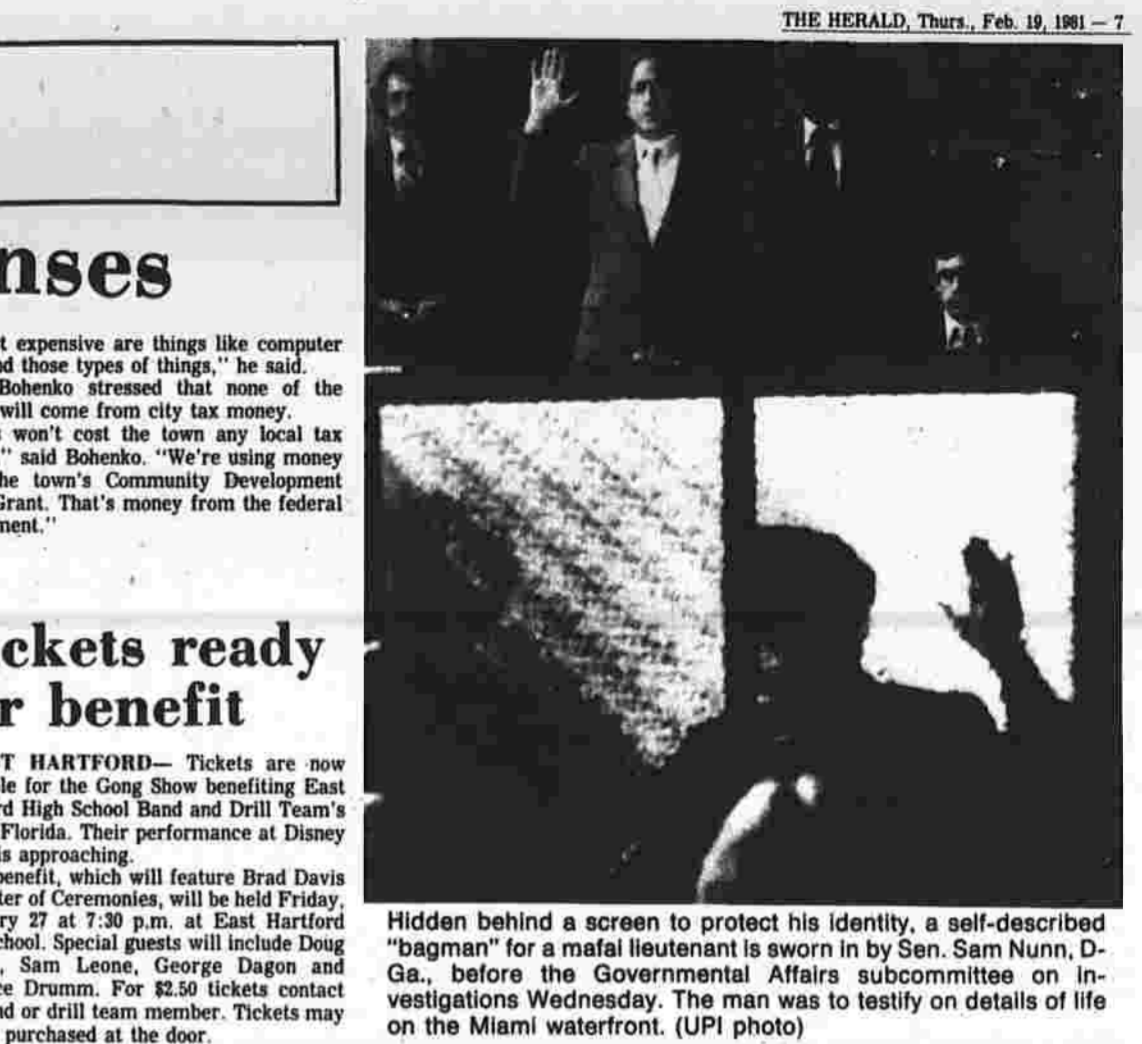 THE HERALD, Thurs., Feb. 19, 1981 — 7
nses
t expensive are things like computer
d those types of things," he said.
Bohenko stressed that none of the
will come from city tax money.
s won't cost the town any local tax
" said Bohenko. "We're using money
he town's Community Development
Grant. That's money from the federal
ment."
ckets ready
r benefit
T HARTFORD— Tickets are now
le for the Gong Show benefiting East
rd High School Band and Drill Team's
Florida. Their performance at Disney
is approaching.
benefit, which will feature Brad Davis
ter of Ceremonies, will be held Friday,
ry 27 at 7:30 p.m. at East Hartford
chool. Special guests will include Doug
, Sam Leone, George Dagon and
ce Drumm. For $2.50 tickets contact
nd or drill team member. Tickets may
purchased at the door.
Hidden behind a screen to protect his identity, a self-described
"bagman" for a mafai lieutenant is sworn in by Sen. Sam Nunn, D-
Ga., before the Governmental Affairs subcommittee on in-
vestigations Wednesday. The man was to testify on details of life
on the Miami waterfront. (UPI photo)